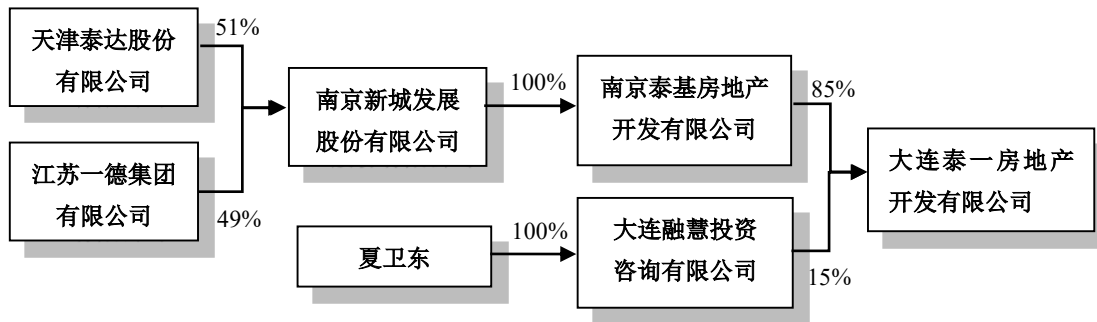 天津泰达股份
有限公司
51%
江苏一德集团
有限公司
49%
南京新城发展
股份有限公司
100%
南京泰基房地产
开发有限公司
85%
夏卫东
100%
大连融慧投资
咨询有限公司
15%
大连泰一房地产
开发有限公司